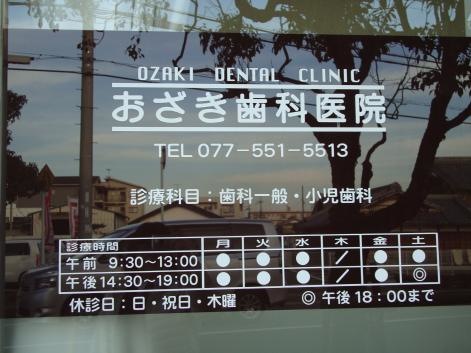 OZAKI DENTAL CLINIC
おざき歯科医院
TEL 077-551-5513
診療科目：歯科一般・小児歯科
診療時間 月 火 水 木 金 土
午前 9:30～13:00 ● ● ● / ● ●
午後14:30～19:00 ● ● ● / ● ◎
休診日：日・祝日・木曜 ◎午後18：00まで